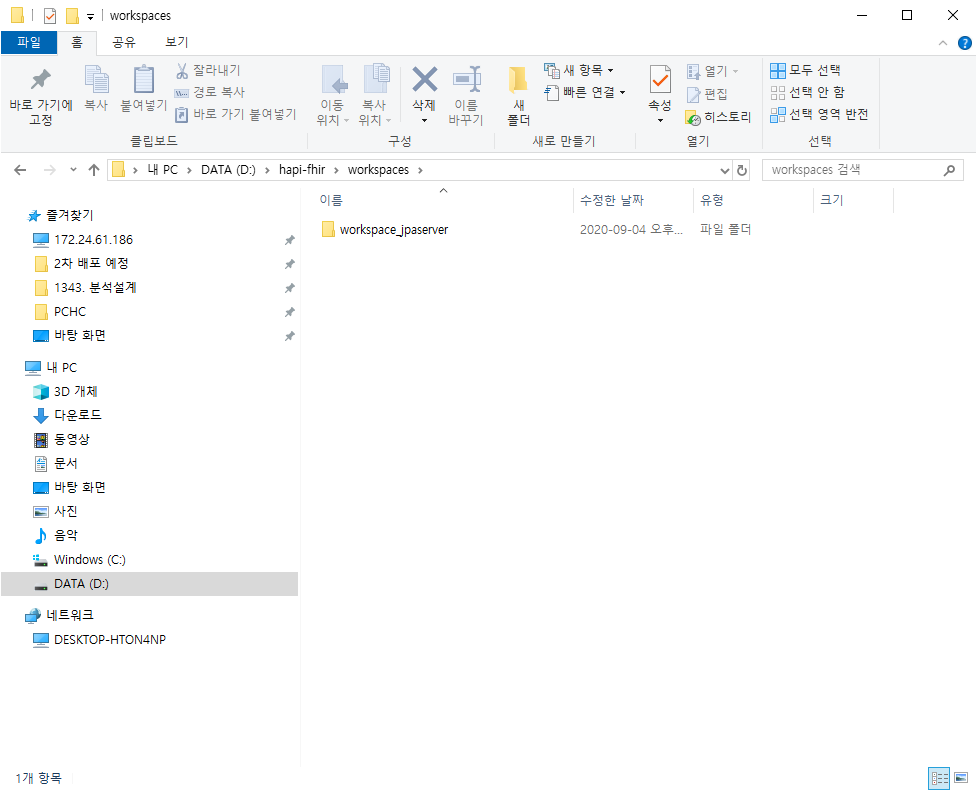 workspaces
파일 홈 공유 보기
바로 가기에 고정
복사
붙여넣기
잘라내기
경로 복사
바로 가기 붙여넣기
클립보드
이동 위치
복사 위치
삭제
이름 바꾸기
구성
새 폴더
새 항목
빠른 연결
새로 만들기
속성
열기
편집
히스토리
열기
모두 선택
선택 안 함
선택 영역 반전
선택
내 PC > DATA (D:) > hapi-fhir > workspaces >
workspaces 검색
이름 수정한 날짜 유형 크기
workspace_jpaserver 2020-09-04 오후... 파일 폴더
즐겨찾기
172.24.61.186
2차 배포 예정
1343. 분석설계
PCHC
바탕 화면
내 PC
3D 개체
다운로드
동영상
문서
바탕 화면
사진
음악
Windows (C:)
DATA (D:)
네트워크
DESKTOP-HTON4NP
1개 항목